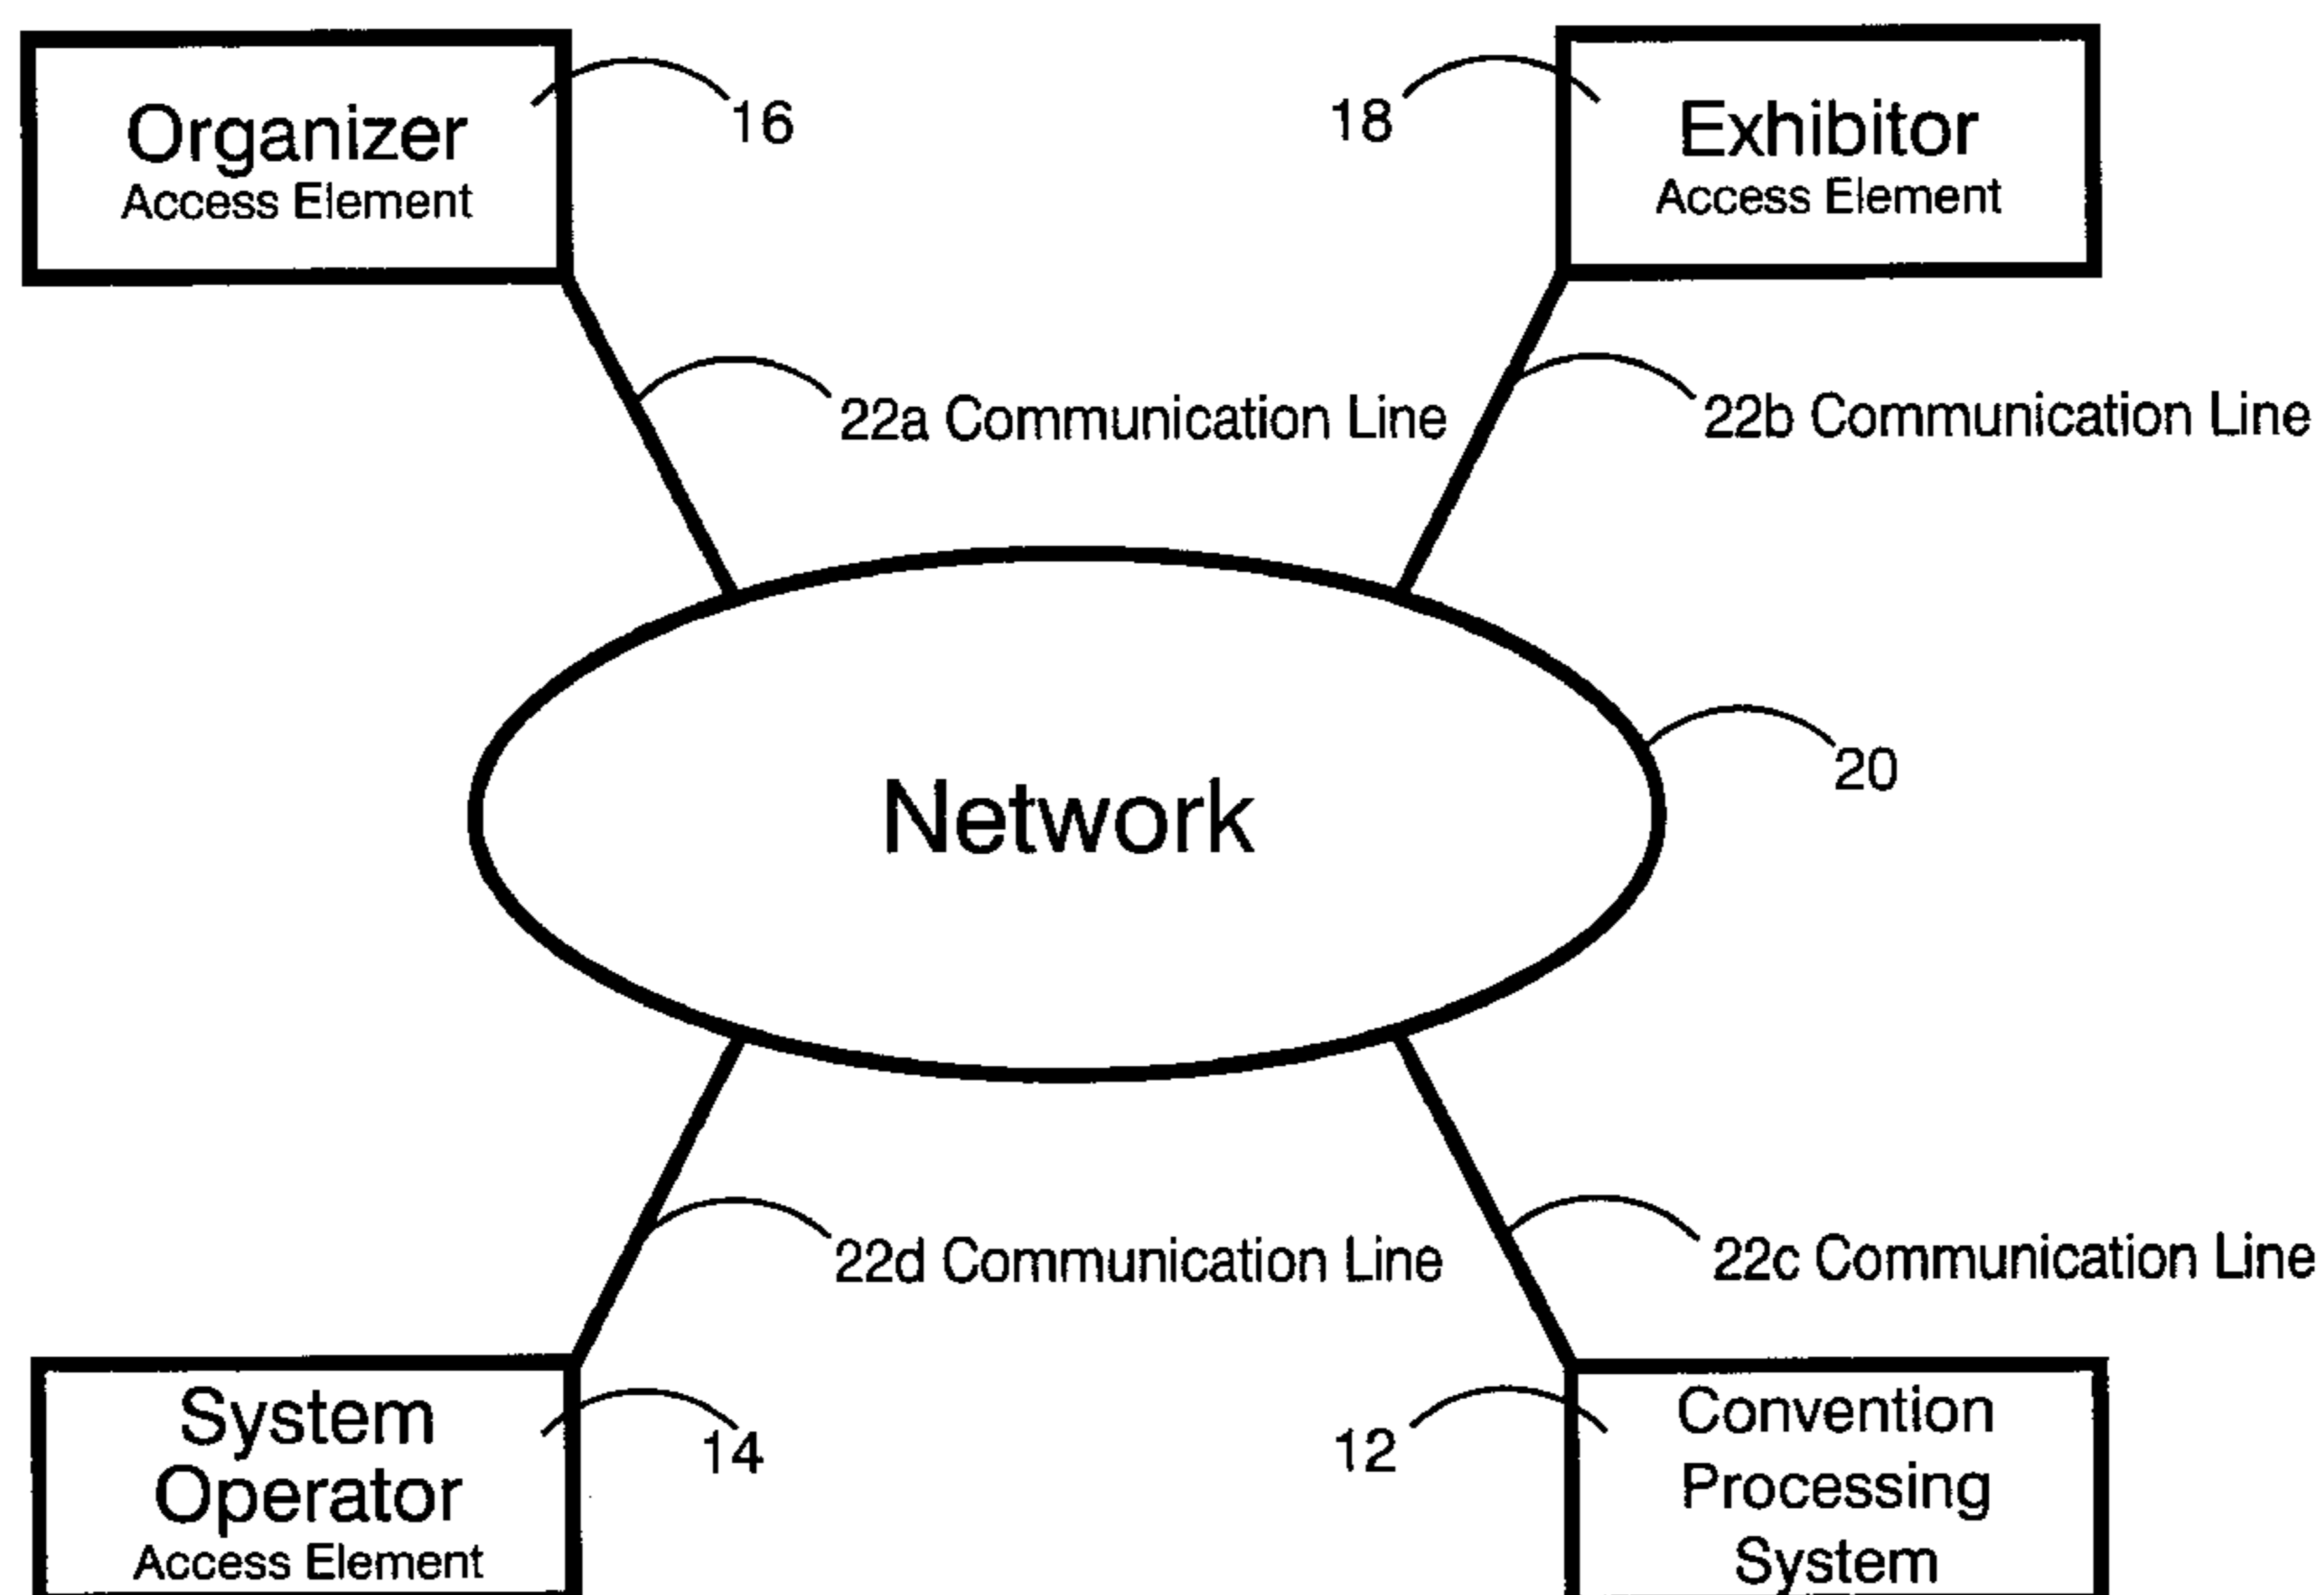 Organizer
Access Element
16
18
Exhibitor
Access Element
22a Communication Line
22b Communication Line
Network
20
22d Communication Line
22c Communication Line
System
Operator
Access Element
14
12
Convention
Processing
System